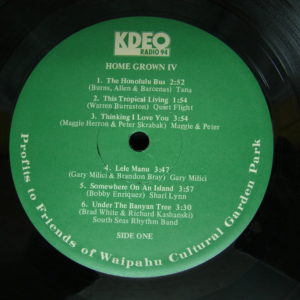 KDEO
RADIO 94
HOME GROWN IV
1. The Honolulu Bus 2:52
(Burns, Allen & Baroenus) Tana
2. This Tropical Living 1:54
(Warren Burraston) Quiet Flight
3. Thinking I Love You 3:54
(Maggie Herron & Peter Skrabak) Maggie & Peter
4. Lele Manu 3:47
(Gary Milici & Brandon Bray) Gary Milici
5. Somewhere On An Island 3:57
(Bobby Enriquez) Shari Lynn
6. Under The Banyan Tree 3:30
(Brad White & Richard Kashanski)
South Seas Rhythm Band
SIDE ONE
Profits to Friends of Waipahu Cultural Garden Park